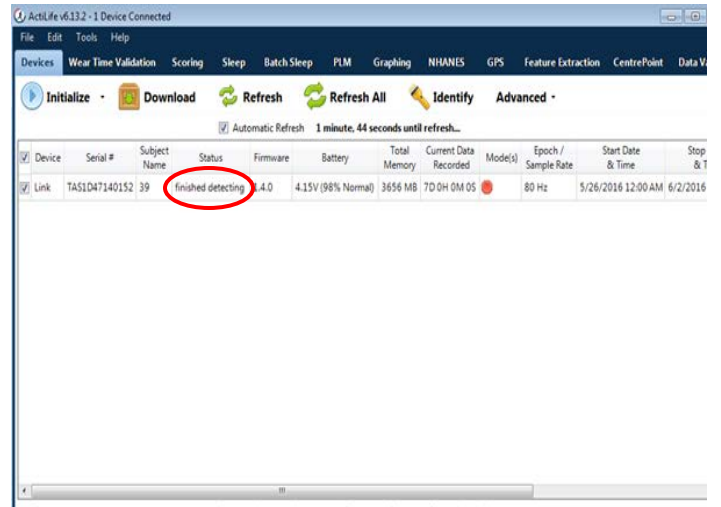 ActiLife v6.13.2 - 1 Device Connected
File Edit Tools Help
Devices Wear Time Validation Scoring Sleep Batch Sleep PLM Graphing NHANES GPS Feature Extraction CentrePoint Data Va
Initialize - Download Refresh Refresh All Identify Advanced -
Automatic Refresh 1 minute, 44 seconds until refresh...
Device Serial # Subject Name Status Firmware Battery Total Memory Current Data Recorded Mode(s) Epoch / Sample Rate Start Date & Time Stop & T
Link TAS1D47140152 39 finished detecting 1.4.0 4.15V (98% Normal) 3656 MB 7D 0H 0M 0S 80 Hz 5/26/2016 12:00 AM 6/2/2016